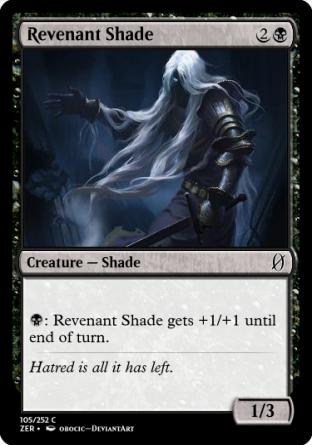 Revenant Shade 2
Creature — Shade
: Revenant Shade gets +1/+1 until
end of turn.
Hatred is all it has left.
105/252 C
ZER • obocic—DeviantArt
1/3